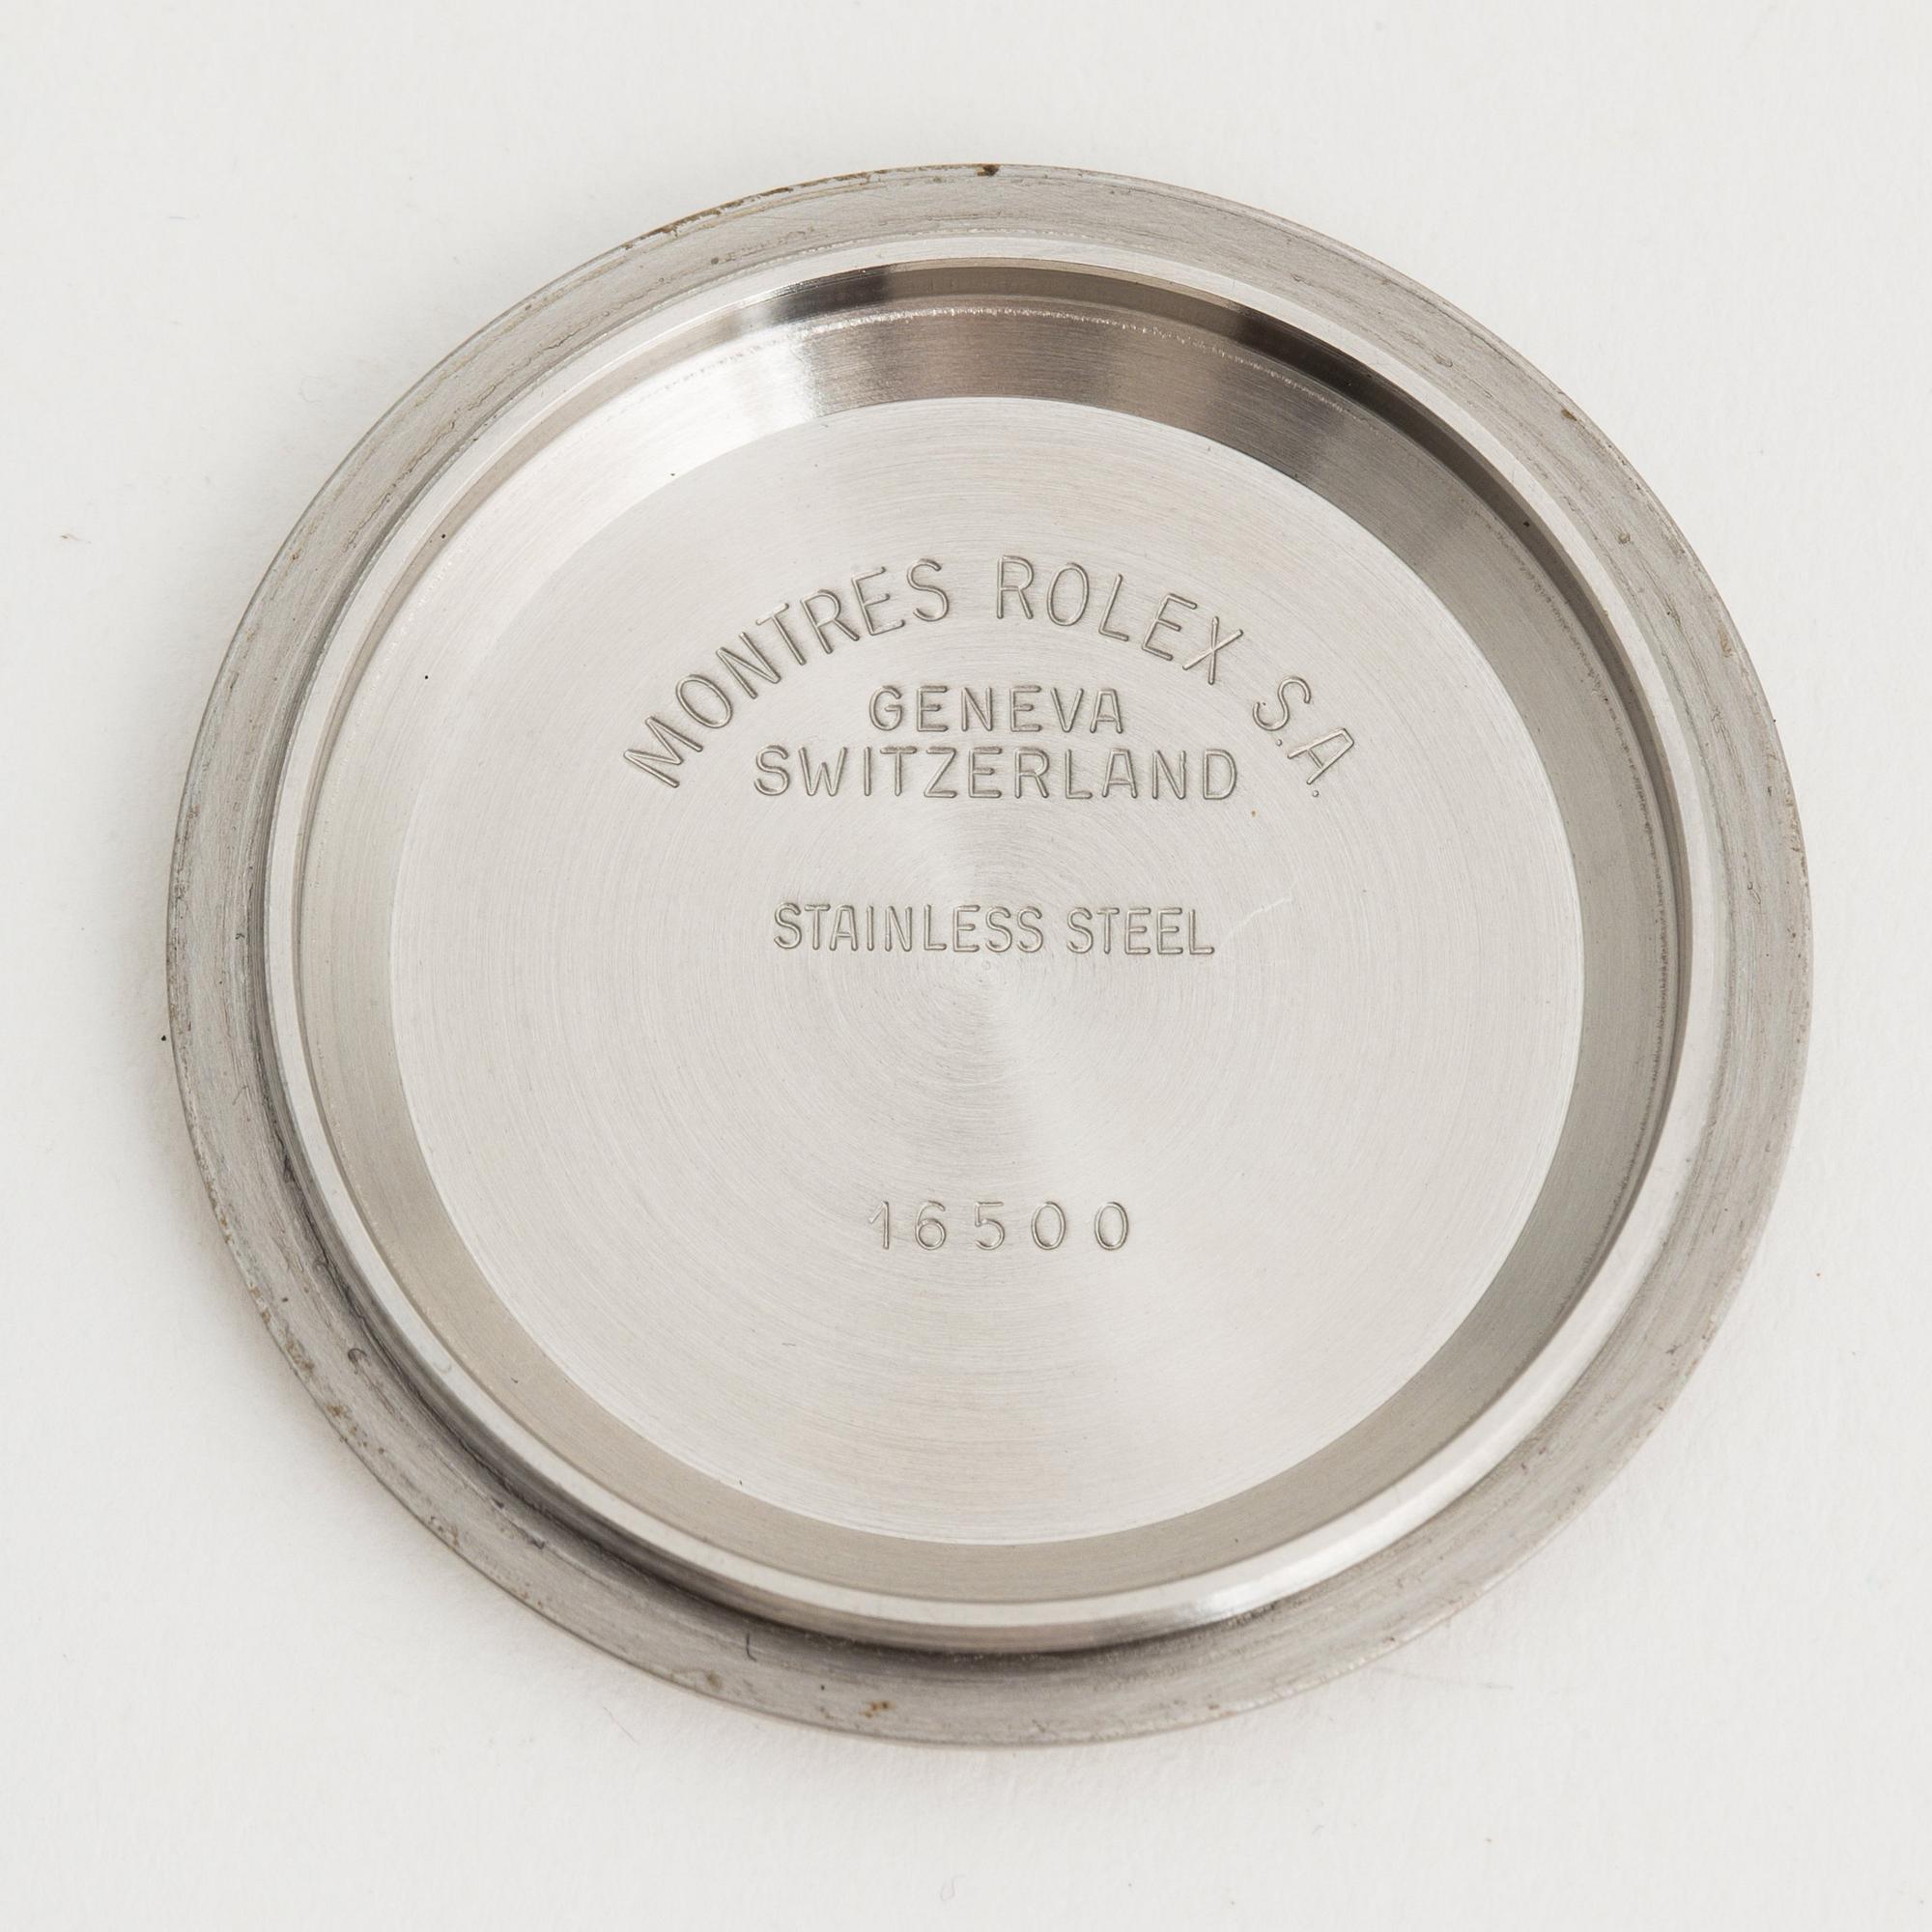 MONTRES ROLEX S.A.
GENEVA
SWITZERLAND
STAINLESS STEEL
16500